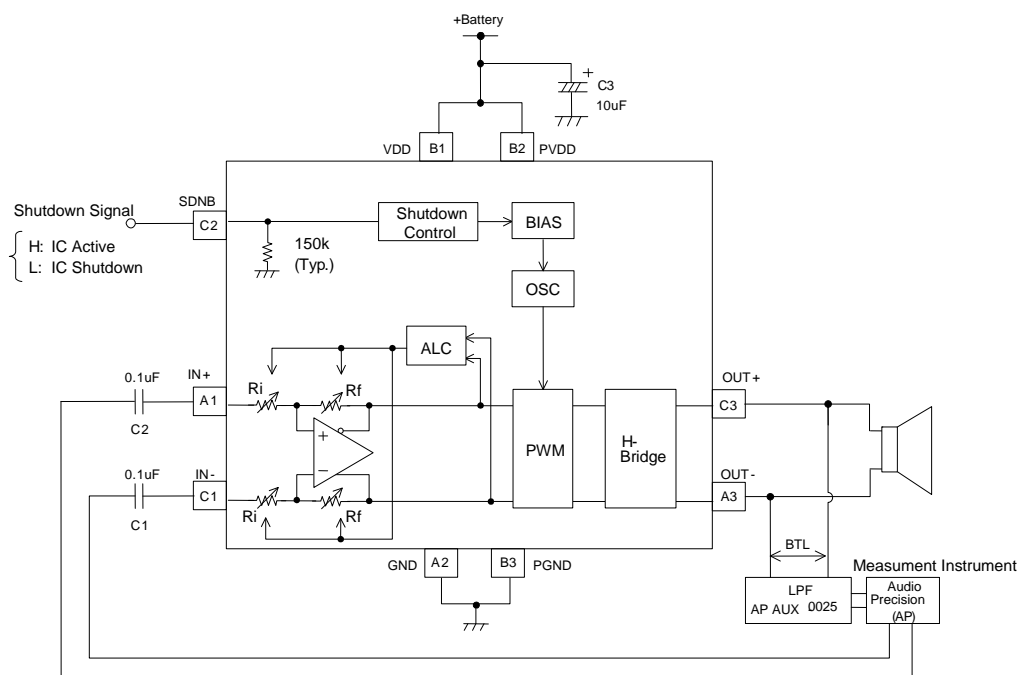 +Battery
+
C3
10uF
VDD
B1
B2
PVDD
SDNB
Shutdown Signal
C2
H: IC Active
L: IC Shutdown
150k
(Typ.)
Shutdown
Control
BIAS
OSC
ALC
0.1uF
IN+
A1
C2
Ri
Rf
+
−
0.1uF
IN-
C1
C1
Ri
Rf
PWM
H-
Bridge
OUT+
C3
OUT-
A3
BTL
GND
A2
B3
PGND
Measument Instrument
LPF
AP AUX 0025
Audio
Precision
(AP)